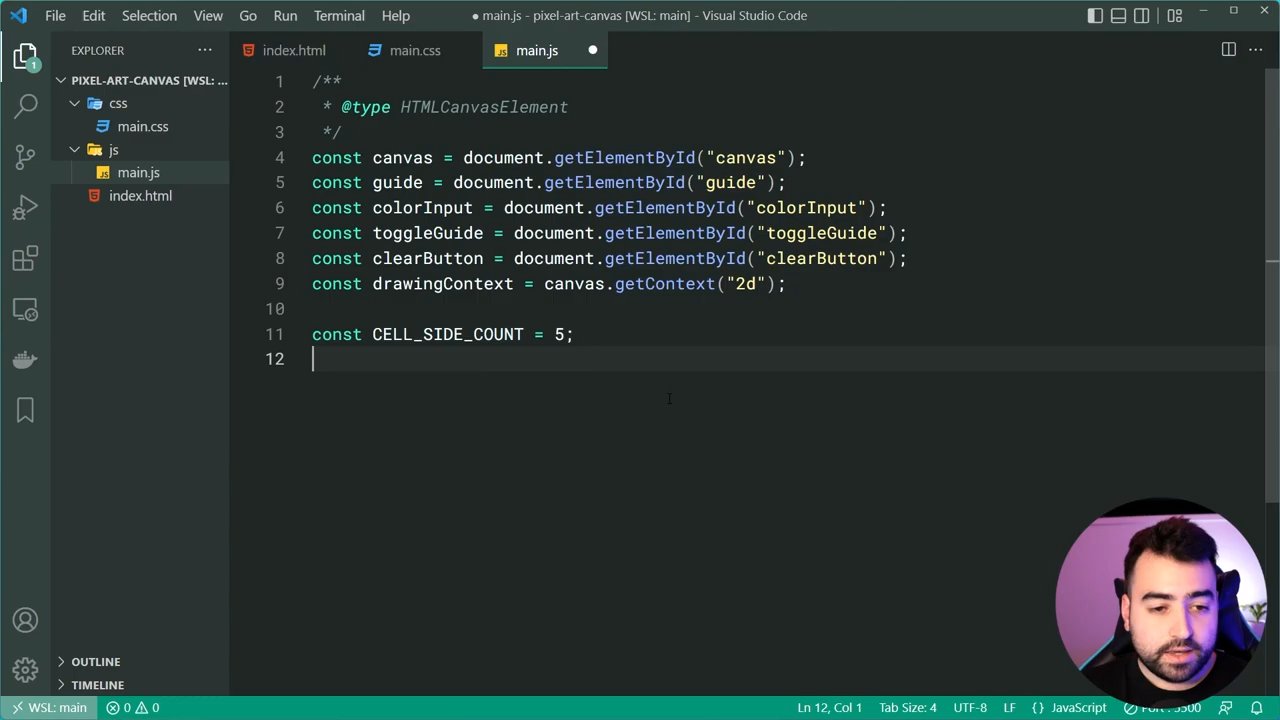 File Edit Selection View Go Run Terminal Help
● main.js - pixel-art-canvas [WSL: main] - Visual Studio Code
EXPLORER ...
index.html main.css main.js
PIXEL-ART-CANVAS [WSL: ...
css
main.css
js
main.js
index.html
1 /**
2 * @type HTMLCanvasElement
3 */
4 const canvas = document.getElementById("canvas");
5 const guide = document.getElementById("guide");
6 const colorInput = document.getElementById("colorInput");
7 const toggleGuide = document.getElementById("toggleGuide");
8 const clearButton = document.getElementById("clearButton");
9 const drawingContext = canvas.getContext("2d");
10
11 const CELL_SIDE_COUNT = 5;
12
1
OUTLINE
TIMELINE
WSL: main 0 0 Ln 12, Col 1 Tab Size: 4 UTF-8 LF {} JavaScript